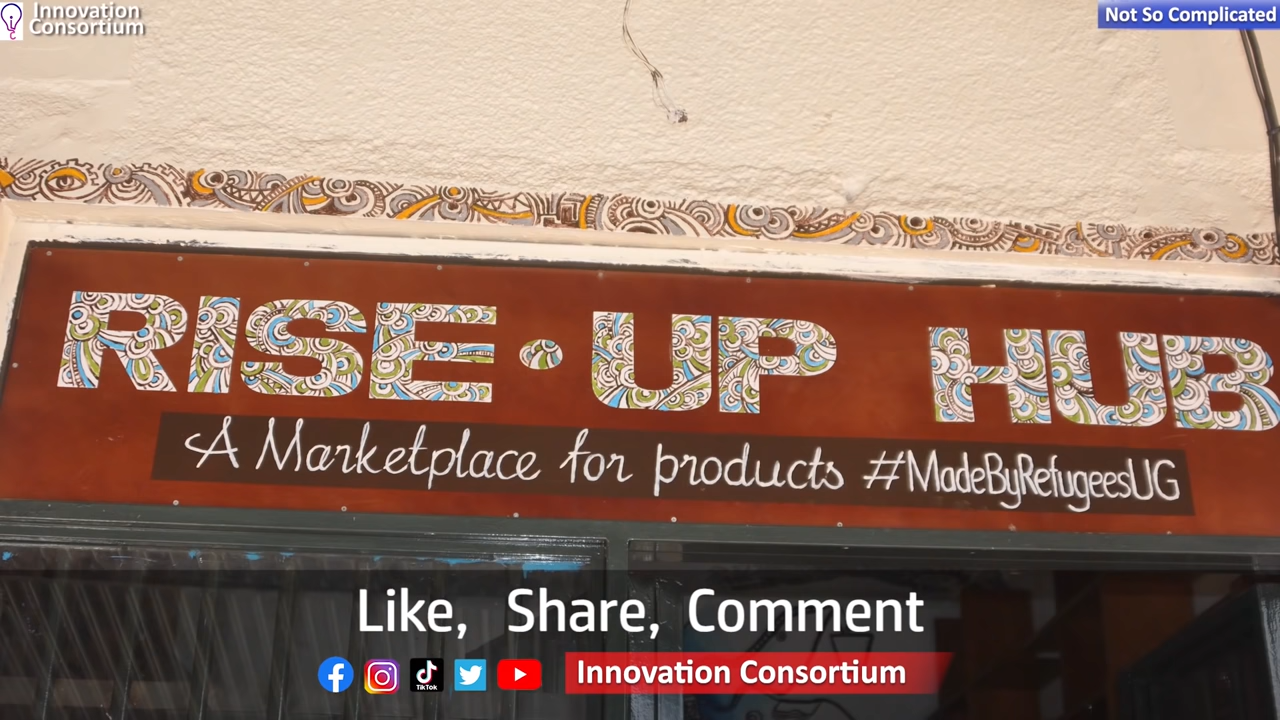 Innovation
Consortium
Not So Complicated
RISE·UP HUB
A Marketplace for products #MadeByRefugeesUG
Like, Share, Comment
TikTok
Innovation Consortium